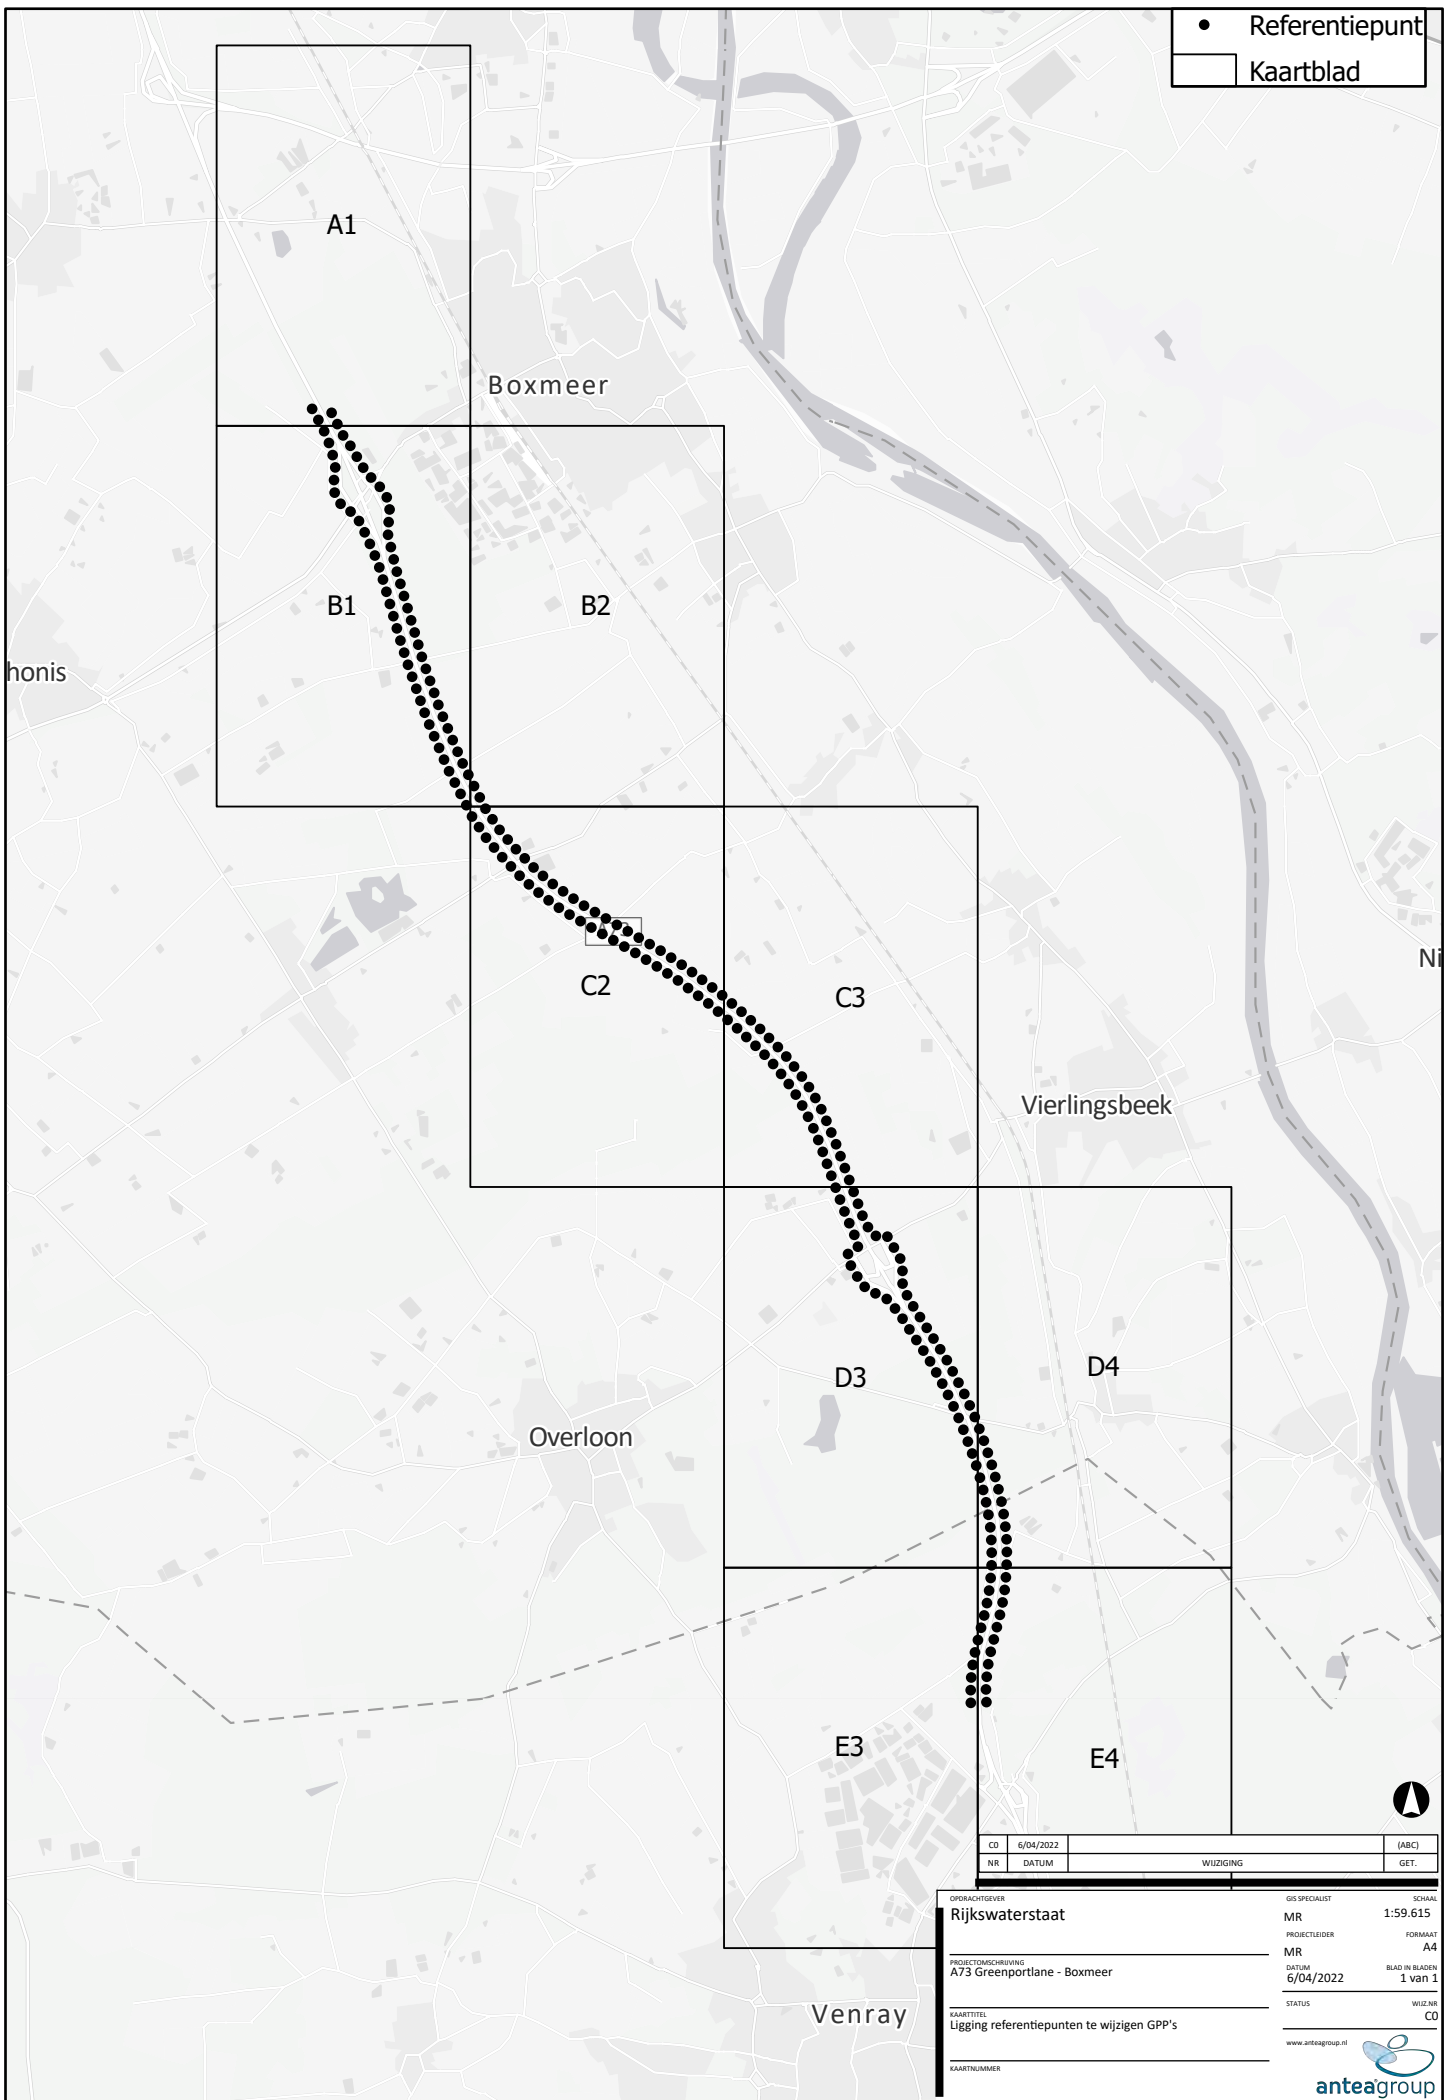 Referentiepunt
Kaartblad
A1
Boxmeer
B1
B2
honis
C2
C3
Ni
Vierlingsbeek
D3
D4
Overloon
E3
E4
Venray
C0 6/04/2022 (ABC)
NR DATUM WIJZIGING GET.
OPDRACHTGEVER
Rijkswaterstaat
PROJECTOMSCHRIJVING
A73 Greenportlane - Boxmeer
KAARTTITEL
Ligging referentiepunten te wijzigen GPP's
KAARTNUMMER
GIS SPECIALIST SCHAAL
MR 1:59.615
PROJECTLEIDER FORMAAT
MR A4
DATUM BLAD IN BLADEN
6/04/2022 1 van 1
STATUS WIJZ.NR
C0
www.anteagroup.nl
anteagroup